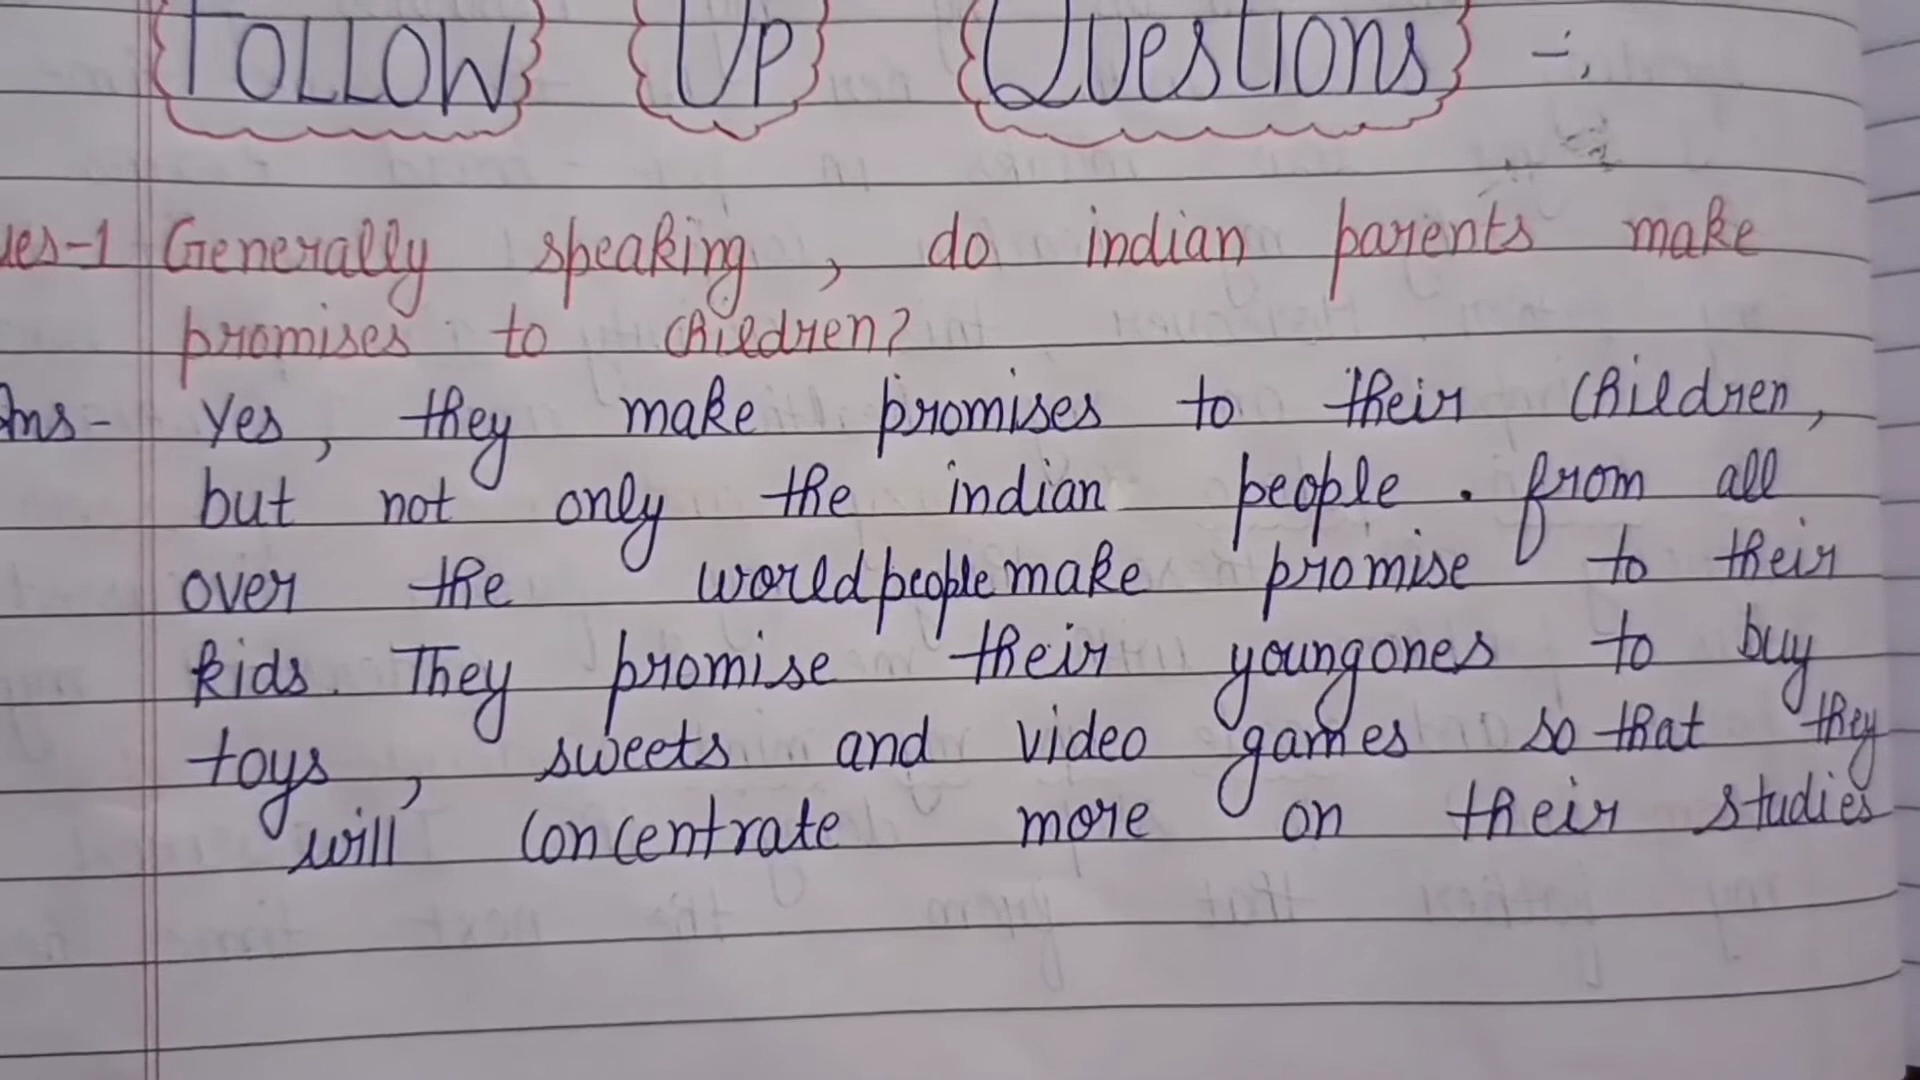 FOLLOW UP QUESTIONS -:
ues-1 Generally speaking, do indian parents make
promises to children?
Ans- Yes, they make promises to their children,
but not only the indian people. from all
over the world people make promise to their
kids. They promise their youngones to buy
toys, sweets and video games so that they
will concentrate more on their studies